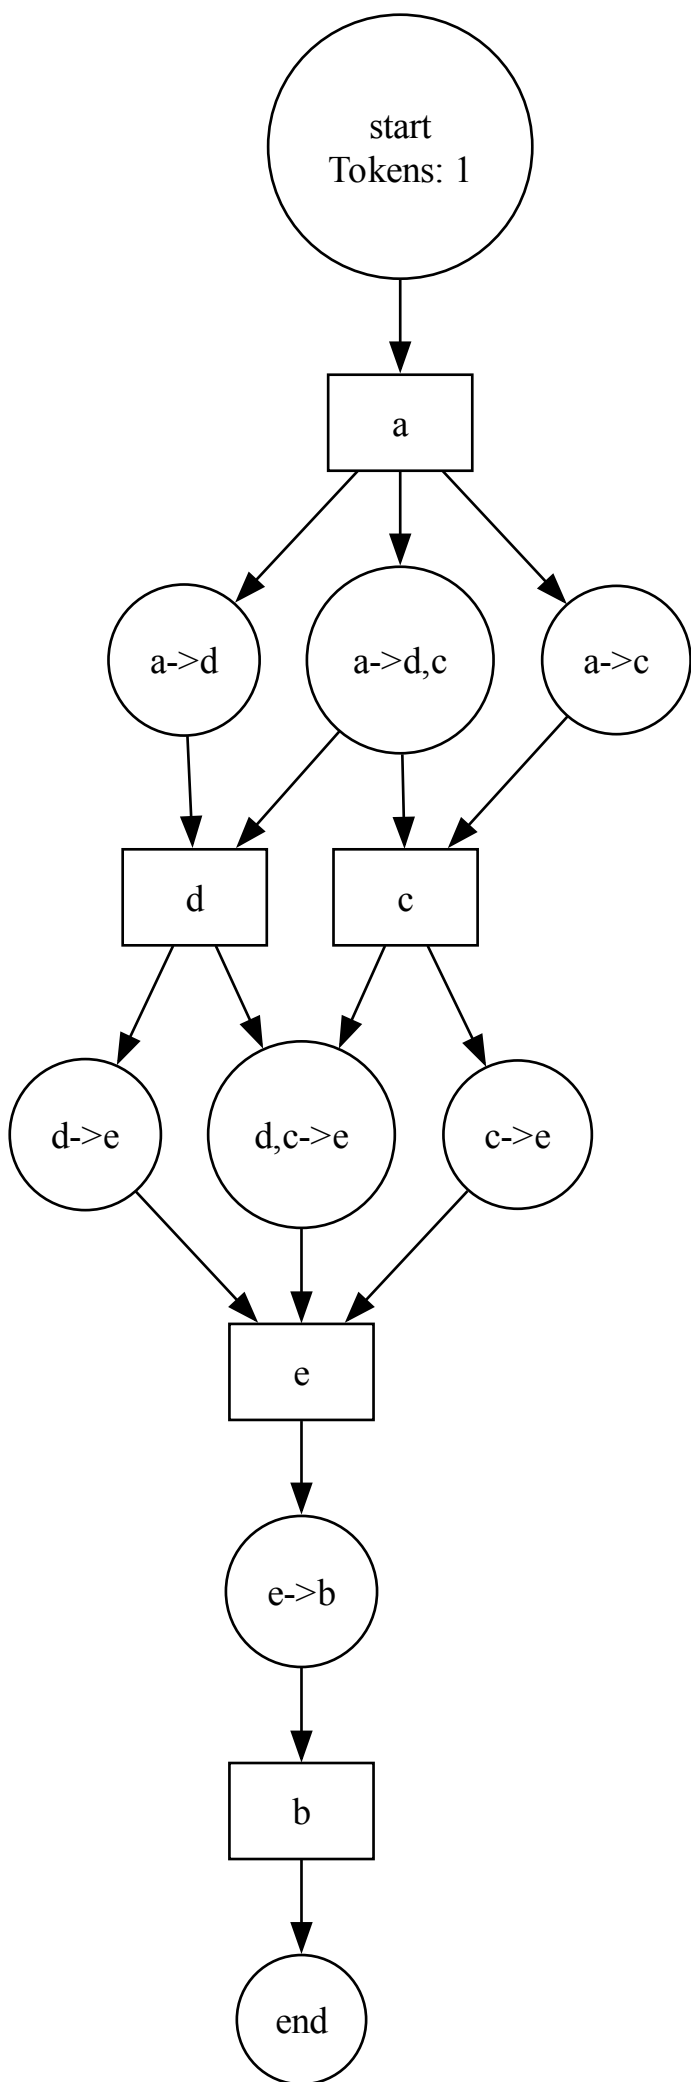 start
Tokens: 1
a
a->d
a->d,c
a->c
d
c
d->e
d,c->e
c->e
e
e->b
b
end